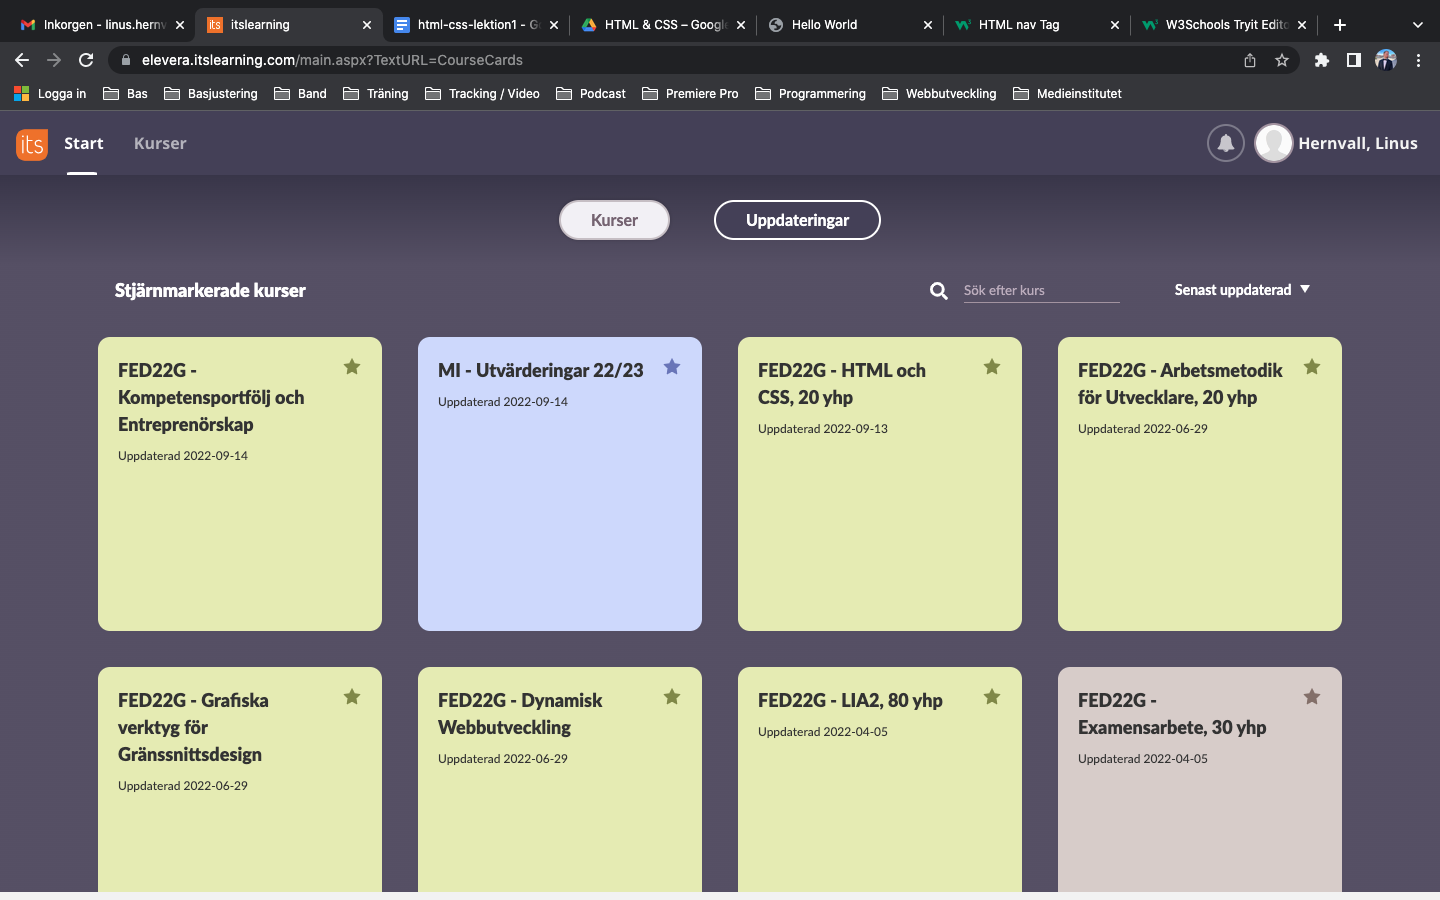 Inkorgen - linus.hernv
itslearning
html-css-lektion1 - G
HTML & CSS – Google
Hello World
HTML nav Tag
W3Schools Tryit Edito
elevera.itslearning.com/main.aspx?TextURL=CourseCards
Logga in
Bas
Basjustering
Band
Träning
Tracking / Video
Podcast
Premiere Pro
Programmering
Webbutveckling
Medieinstitutet
its
Start
Kurser
Hernvall, Linus
Kurser
Uppdateringar
Stjärnmarkerade kurser
Sök efter kurs
Senast uppdaterad
FED22G -
Kompetensportfölj och
Entreprenörskap
Uppdaterad 2022-09-14
MI - Utvärderingar 22/23
Uppdaterad 2022-09-14
FED22G - HTML och
CSS, 20 yhp
Uppdaterad 2022-09-13
FED22G - Arbetsmetodik
för Utvecklare, 20 yhp
Uppdaterad 2022-06-29
FED22G - Grafiska
verktyg för
Gränssnittsdesign
Uppdaterad 2022-06-29
FED22G - Dynamisk
Webbutveckling
Uppdaterad 2022-06-29
FED22G - LIA2, 80 yhp
Uppdaterad 2022-04-05
FED22G -
Examensarbete, 30 yhp
Uppdaterad 2022-04-05